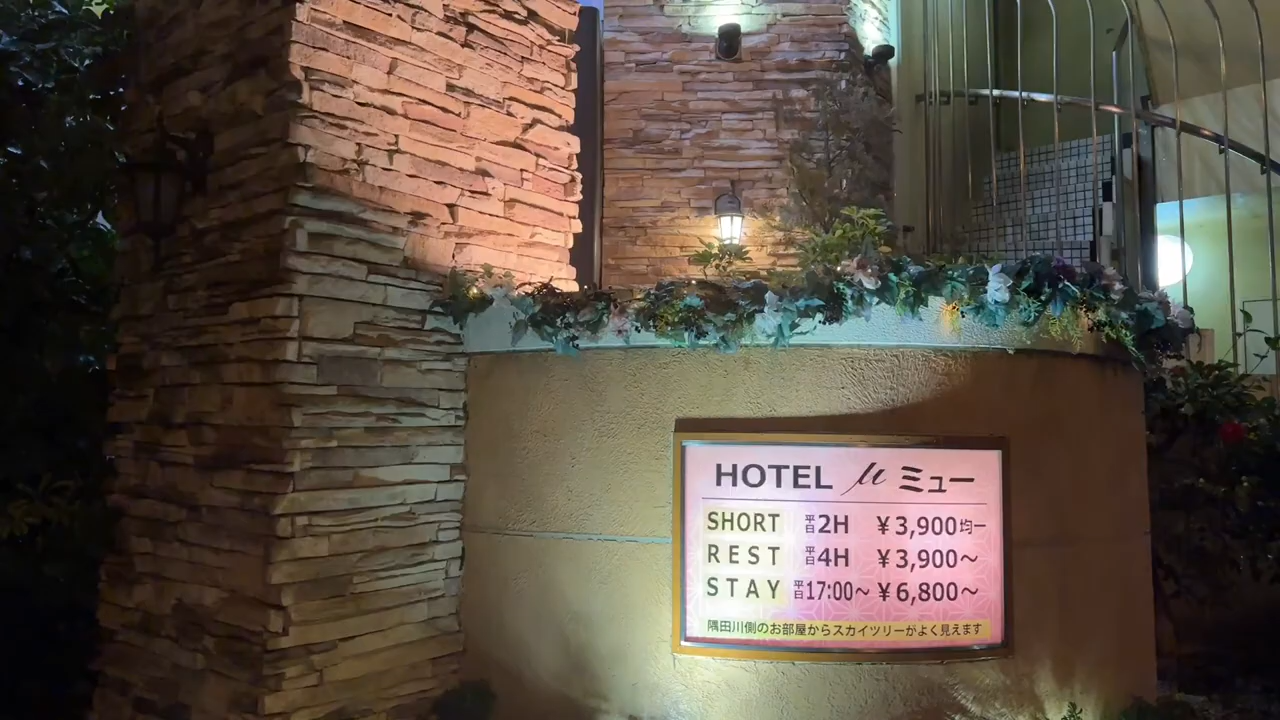 HOTEL μ ミュー
SHORT 平日2H ¥3,900均一
REST 平日4H ¥3,900〜
STAY 平日17:00〜 ¥6,800〜
隅田川側のお部屋からスカイツリーがよく見えます